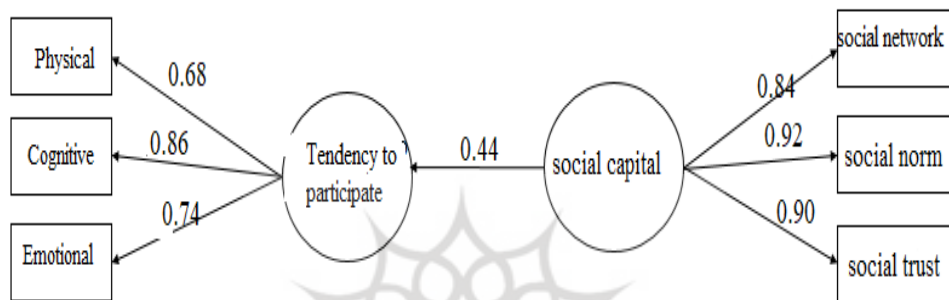 Physical
0.68
Cognitive
0.86
Emotional
0.74
Tendency to
participate
0.44
social capital
0.84
social network
0.92
social norm
0.90
social trust